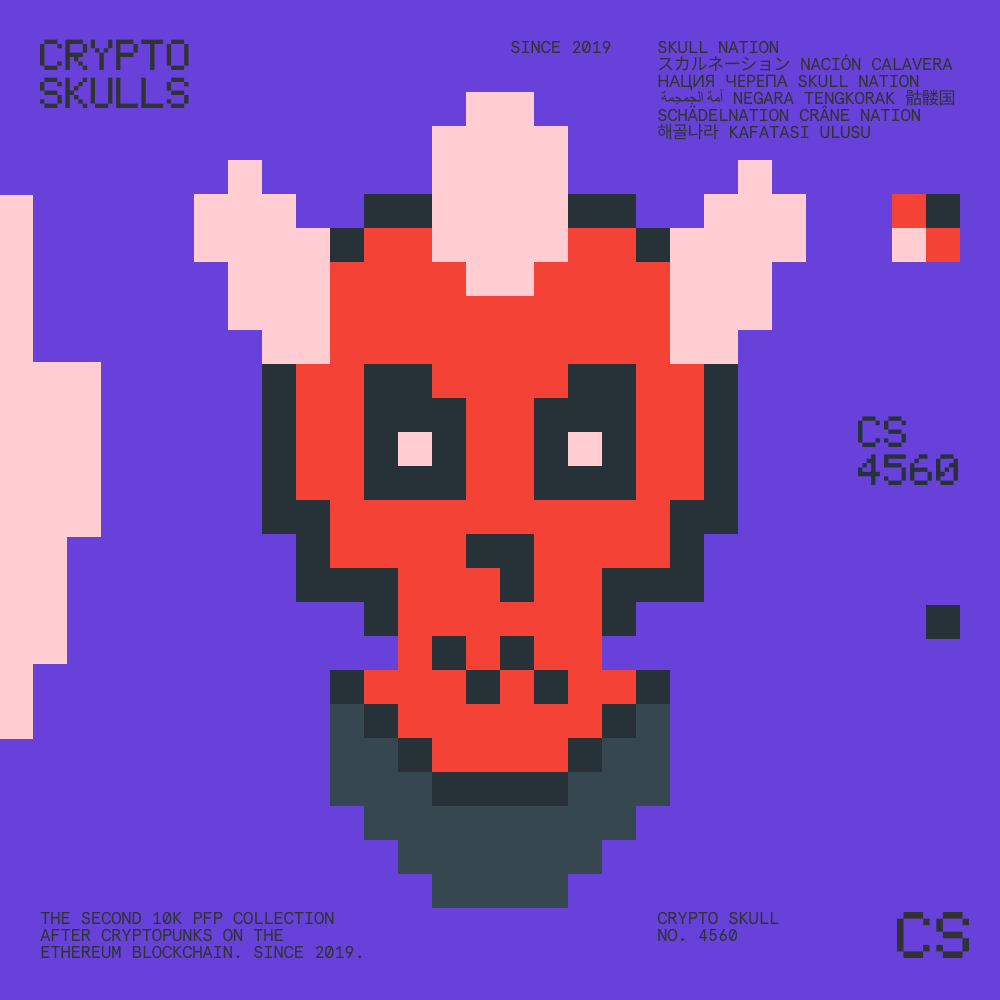 CRYPTO
SKULLS
SINCE 2019
SKULL NATION
スカルネーション NACIÓN CALAVERA
НАЦИЯ ЧЕРЕПА SKULL NATION
أمة الجمجمة NEGARA TENGKORAK 骷髅国
SCHÄDELNATION CRÂNE NATION
해골나라 KAFATASI ULUSU
CS
4560
THE SECOND 10K PFP COLLECTION
AFTER CRYPTOPUNKS ON THE
ETHEREUM BLOCKCHAIN. SINCE 2019.
CRYPTO SKULL
NO. 4560
CS